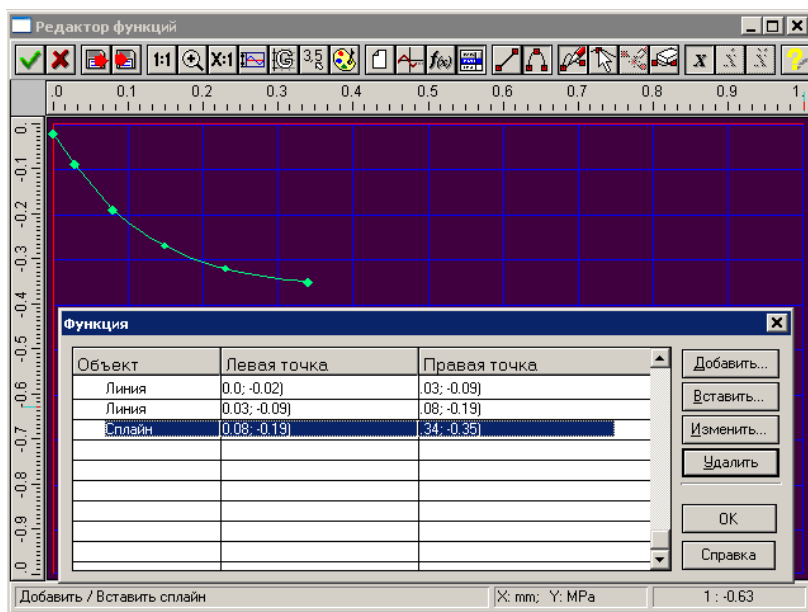 Редактор функций
1:1 X:1 3,5 f(x) x ẋ ẍ ?
.0 0.1 0.2 0.3 0.4 0.5 0.6 0.7 0.8 0.9 1.
0.
-0.1
-0.2
-0.3
-0.4
-0.5
-0.6
-0.7
-0.8
-0.9
-0.
Функция
Объект Левая точка Правая точка
Линия 0.0; -0.02) .03; -0.09)
Линия 0.03; -0.09) .08; -0.19)
Сплайн 0.08; -0.19) .34; -0.35)
Добавить...
Вставить...
Изменить...
Удалить
OK
Справка
Добавить / Вставить сплайн X: mm; Y: MPa 1 : -0.63